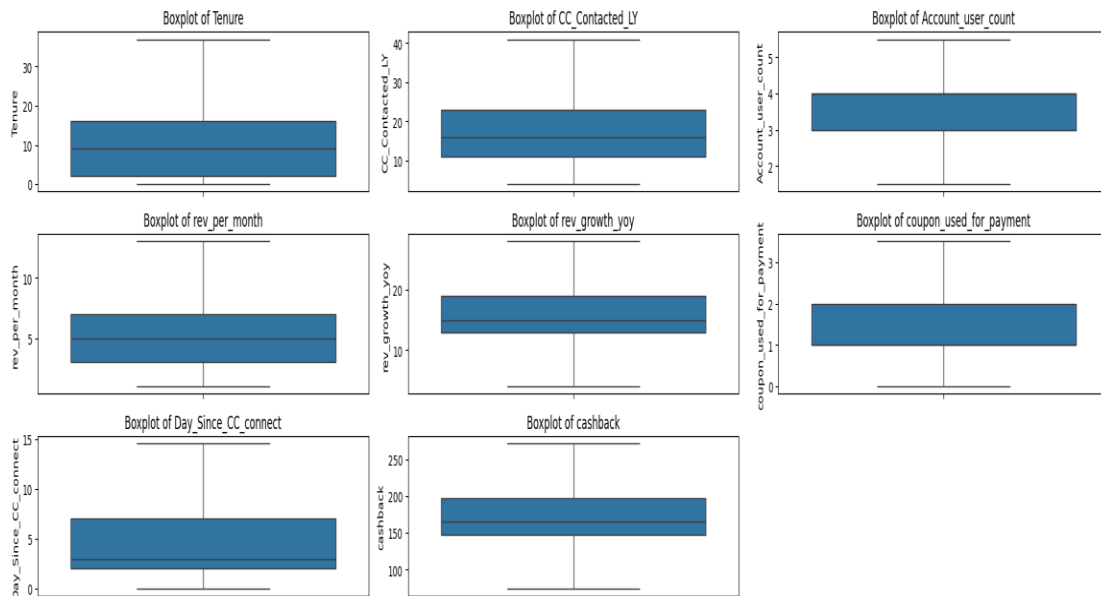 Boxplot of Tenure
Tenure
30
20
10
0
Boxplot of CC_Contacted_LY
CC_Contacted_LY
40
30
20
10
Boxplot of Account_user_count
Account_user_count
5
4
3
2
Boxplot of rev_per_month
rev_per_month
10
5
Boxplot of rev_growth_yoy
rev_growth_yoy
20
10
Boxplot of coupon_used_for_payment
coupon_used_for_payment
3
2
1
0
Boxplot of Day_Since_CC_connect
Day_Since_CC_connect
15
10
5
0
Boxplot of cashback
cashback
250
200
150
100